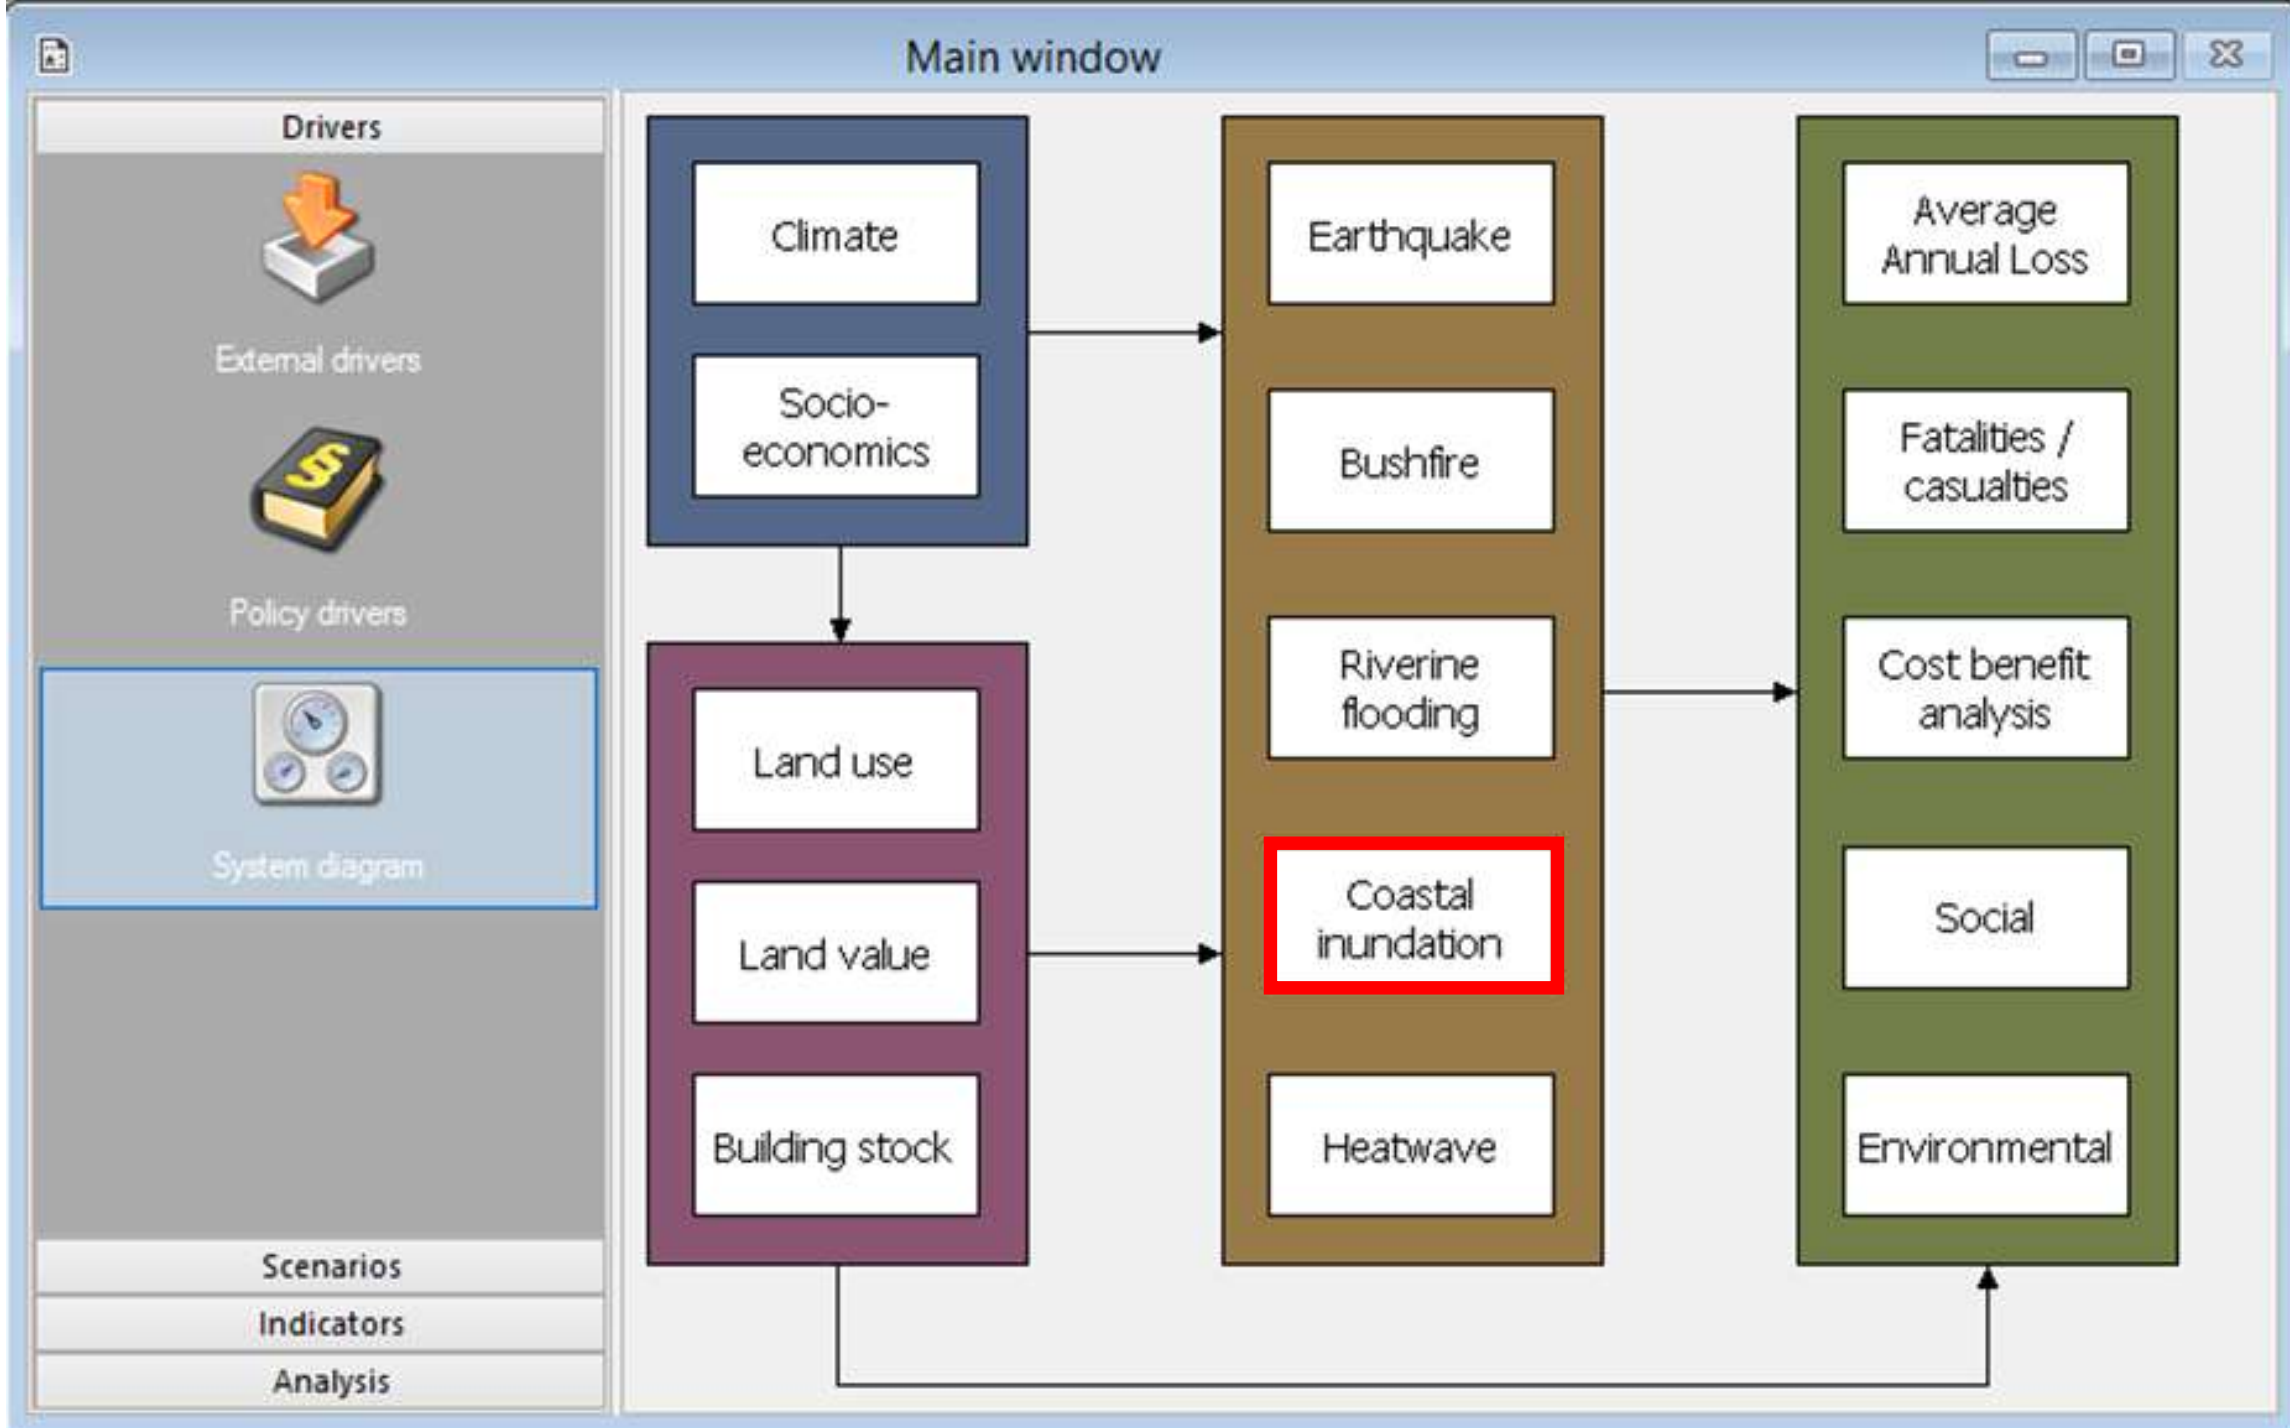 Main window
Drivers
External drivers
Policy drivers
System diagram
Scenarios
Indicators
Analysis
Climate
Socio-
economics
Land use
Land value
Building stock
Earthquake
Bushfire
Riverine
flooding
Coastal
inundation
Heatwave
Average
Annual Loss
Fatalities /
casualties
Cost benefit
analysis
Social
Environmental